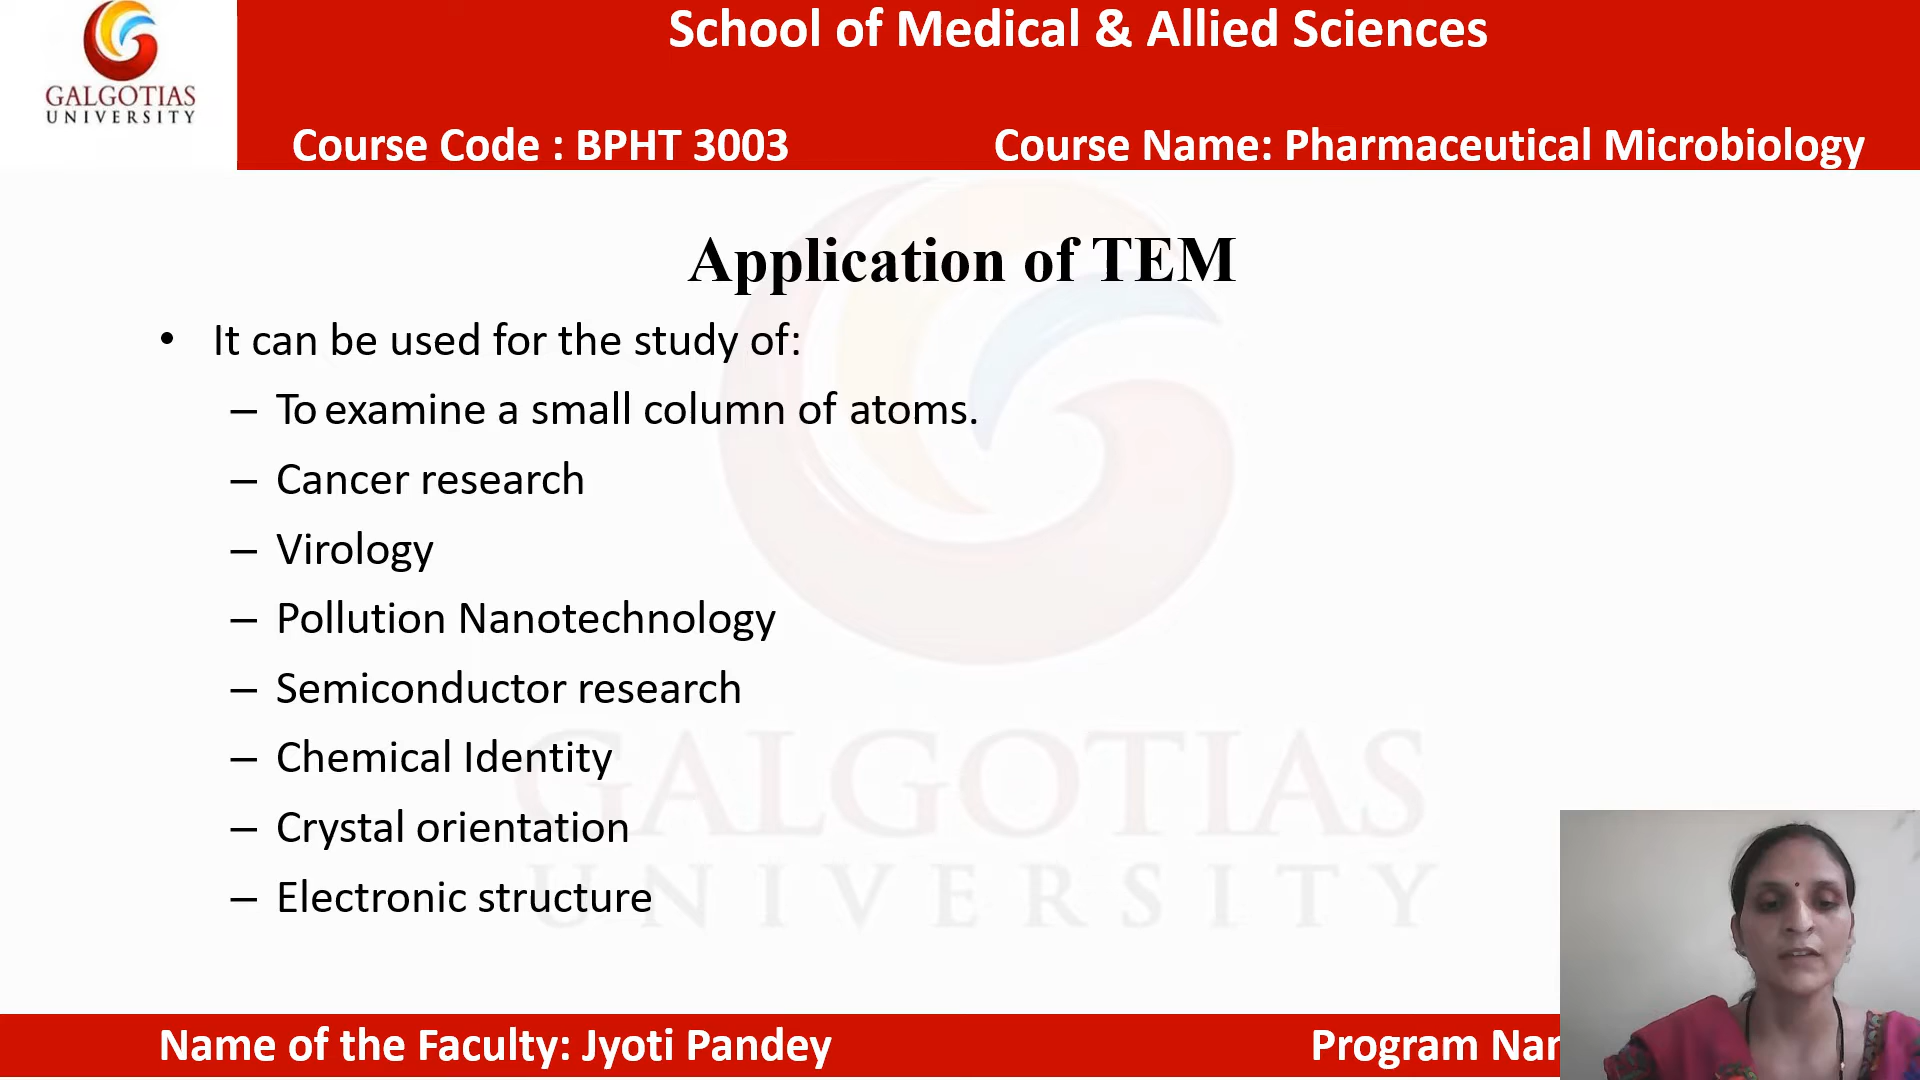 GALGOTIAS
UNIVERSITY
School of Medical & Allied Sciences
Course Code : BPHT 3003 Course Name: Pharmaceutical Microbiology
Application of TEM
• It can be used for the study of:
– To examine a small column of atoms.
– Cancer research
– Virology
– Pollution Nanotechnology
– Semiconductor research
– Chemical Identity
– Crystal orientation
– Electronic structure
GALGOTIAS
UNIVERSITY
Name of the Faculty: Jyoti Pandey Program